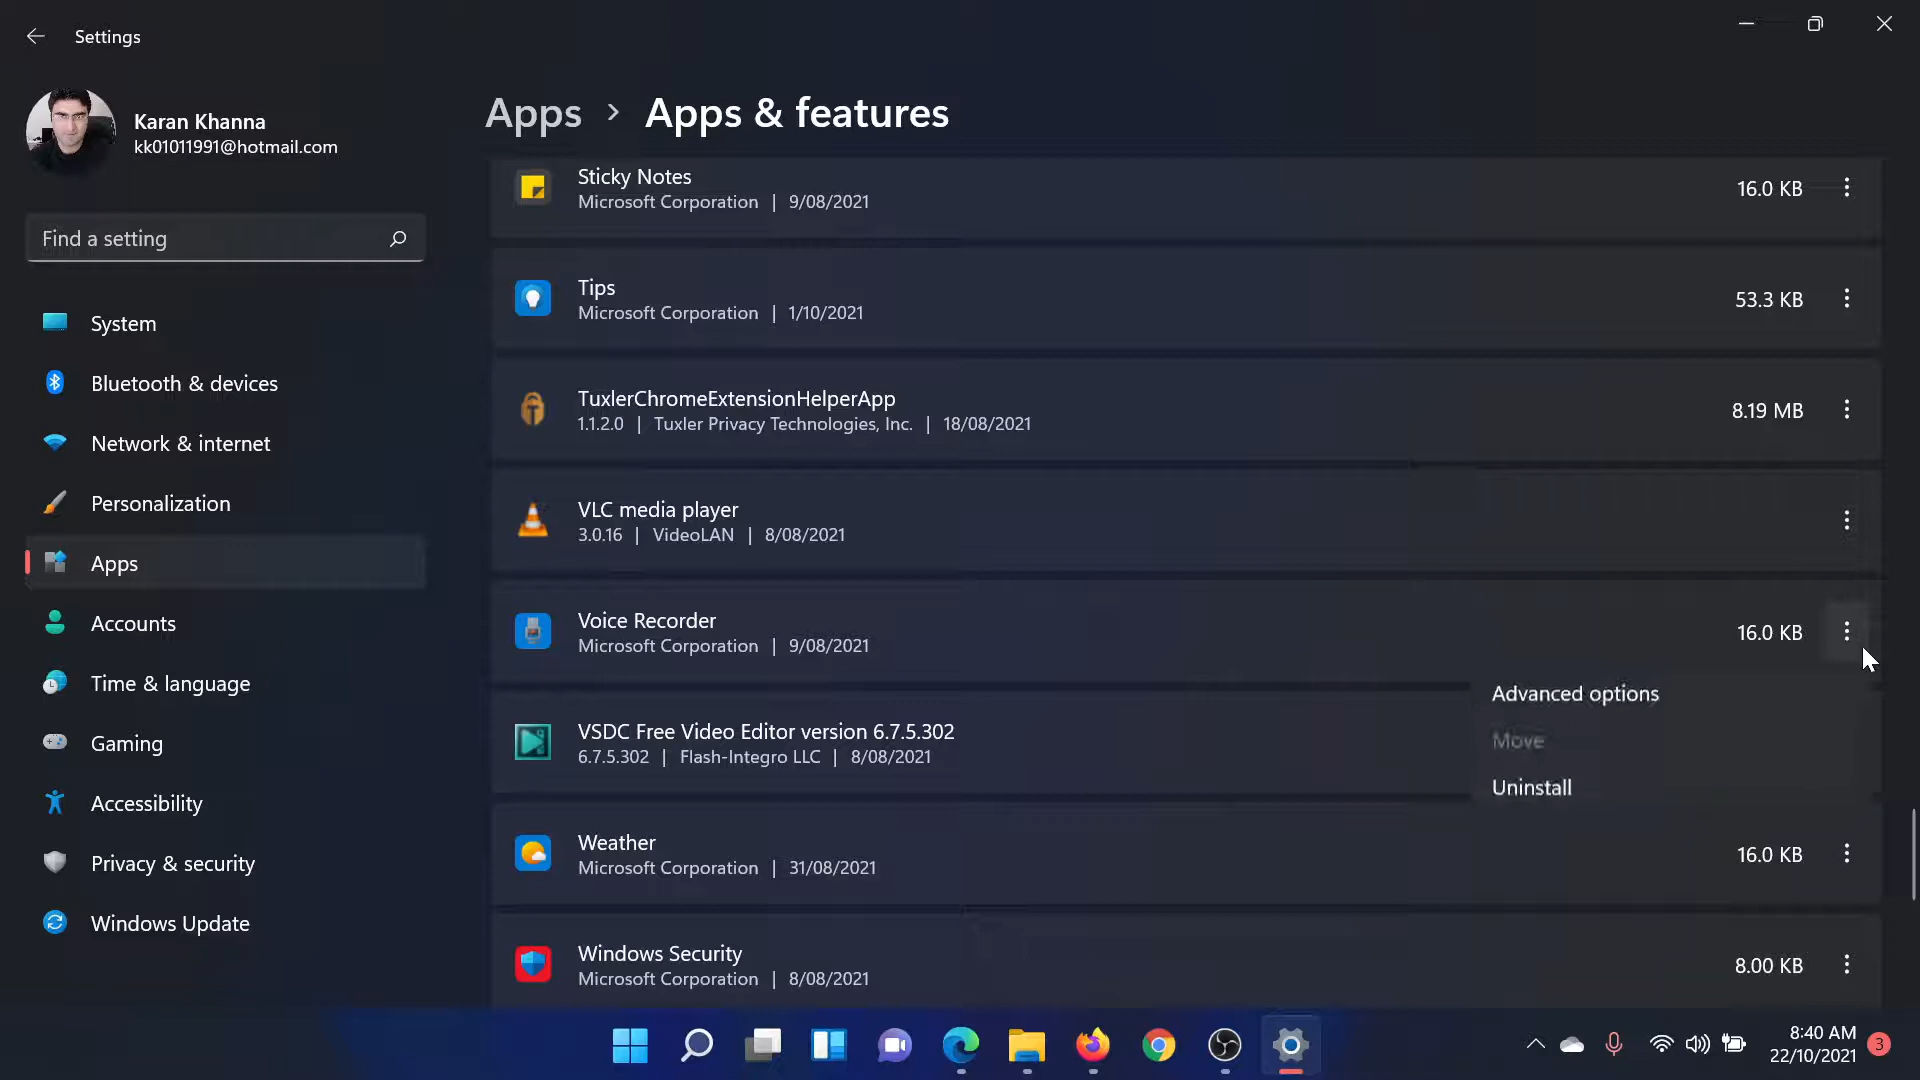 Settings
Karan Khanna
kk01011991@hotmail.com
Find a setting
System
Bluetooth & devices
Network & internet
Personalization
Apps
Accounts
Time & language
Gaming
Accessibility
Privacy & security
Windows Update
Apps > Apps & features
Sticky Notes
Microsoft Corporation | 9/08/2021
16.0 KB
Tips
Microsoft Corporation | 1/10/2021
53.3 KB
TuxlerChromeExtensionHelperApp
1.1.2.0 | Tuxler Privacy Technologies, Inc. | 18/08/2021
8.19 MB
VLC media player
3.0.16 | VideoLAN | 8/08/2021
Voice Recorder
Microsoft Corporation | 9/08/2021
16.0 KB
Advanced options
Move
Uninstall
VSDC Free Video Editor version 6.7.5.302
6.7.5.302 | Flash-Integro LLC | 8/08/2021
Weather
Microsoft Corporation | 31/08/2021
16.0 KB
Windows Security
Microsoft Corporation | 8/08/2021
8.00 KB
8:40 AM
22/10/2021
3